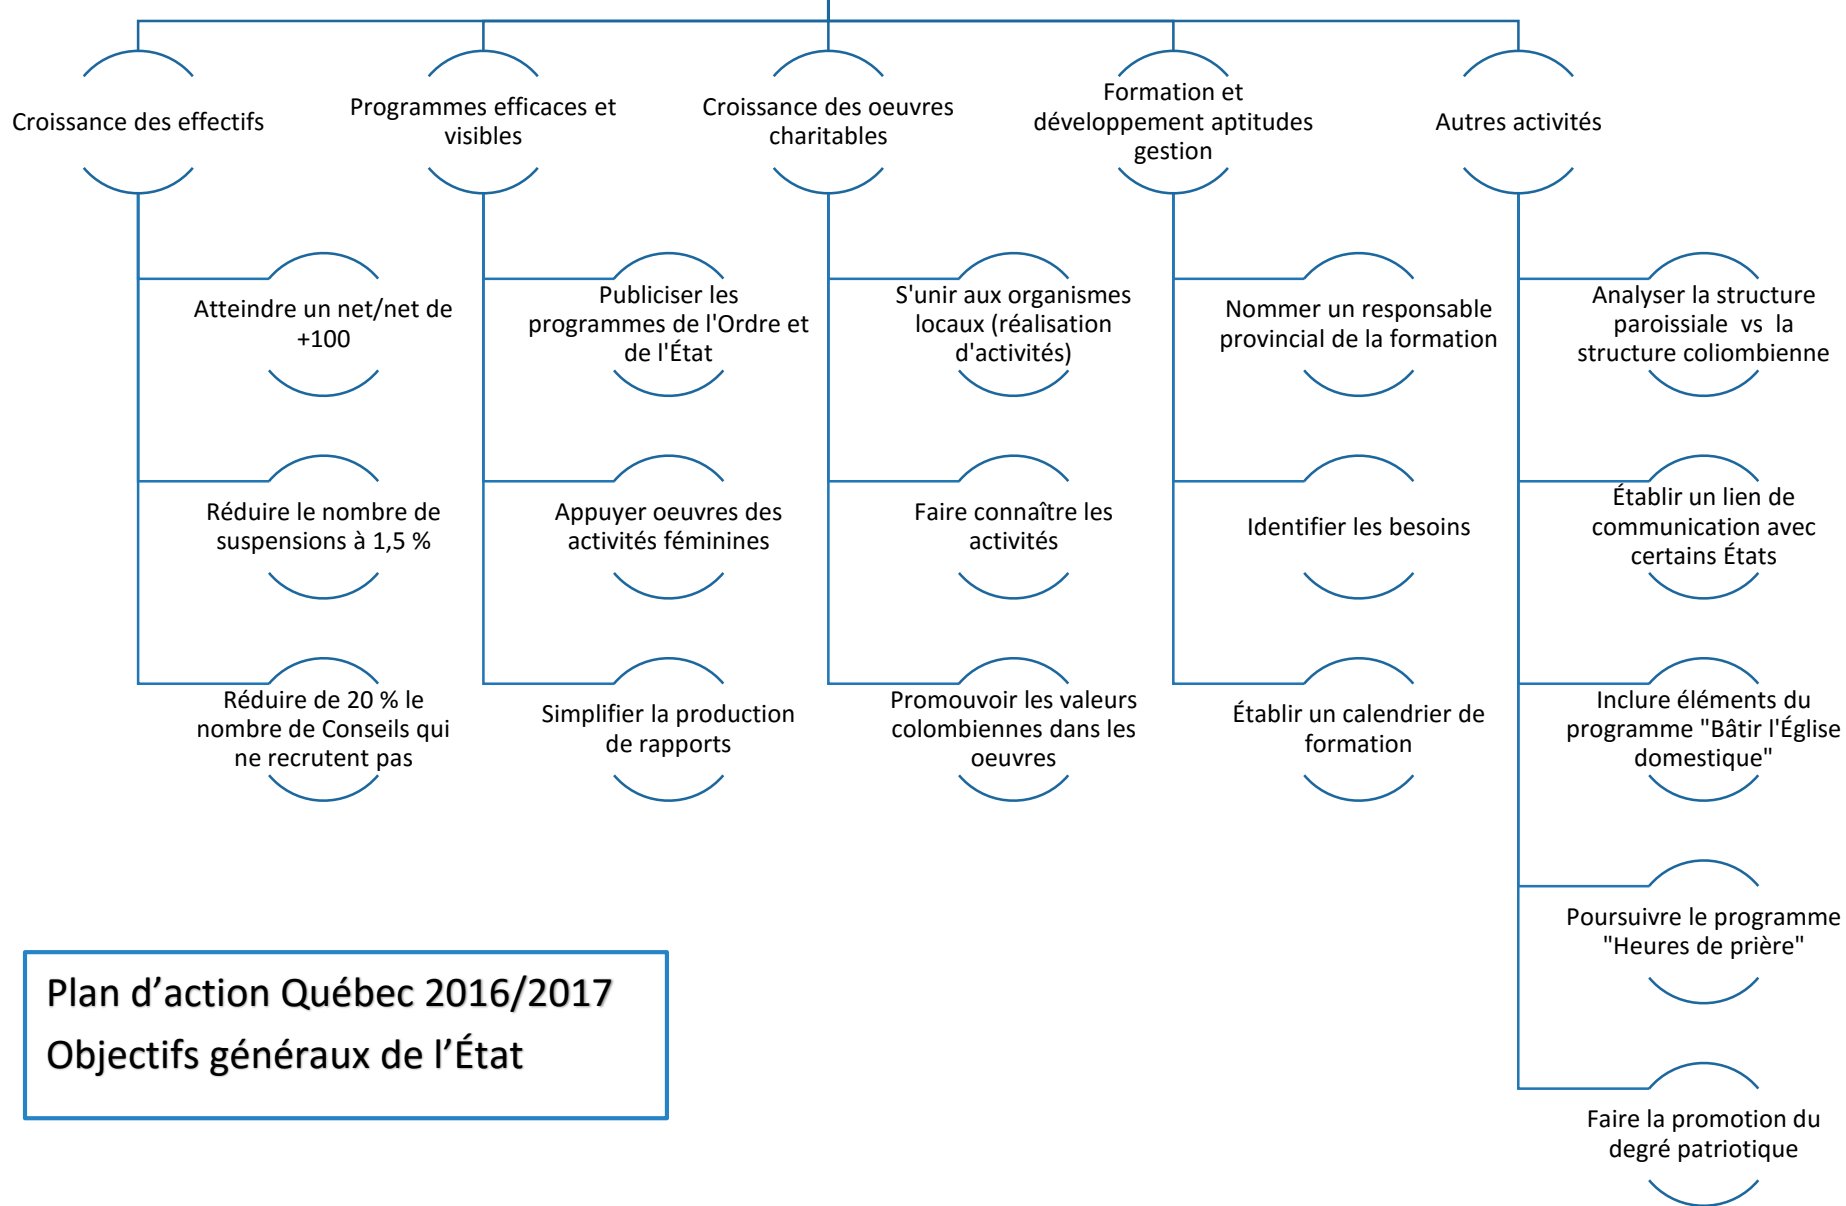 Croissance des effectifs
Programmes efficaces et
visibles
Croissance des oeuvres
charitables
Formation et
développement aptitudes
gestion
Autres activités
Atteindre un net/net de
+100
Réduire le nombre de
suspensions à 1,5 %
Réduire de 20 % le
nombre de Conseils qui
ne recrutent pas
Publiciser les
programmes de l'Ordre et
de l'État
Appuyer oeuvres des
activités féminines
Simplifier la production
de rapports
S'unir aux organismes
locaux (réalisation
d'activités)
Faire connaître les
activités
Promouvoir les valeurs
colombiennes dans les
oeuvres
Nommer un responsable
provincial de la formation
Identifier les besoins
Établir un calendrier de
formation
Analyser la structure
paroissiale  vs  la
structure coliombienne
Établir un lien de
communication avec
certains États
Inclure éléments du
programme "Bâtir l'Église
domestique"
Poursuivre le programme
"Heures de prière"
Faire la promotion du
degré patriotique
Plan d’action Québec 2016/2017
Objectifs généraux de l’État